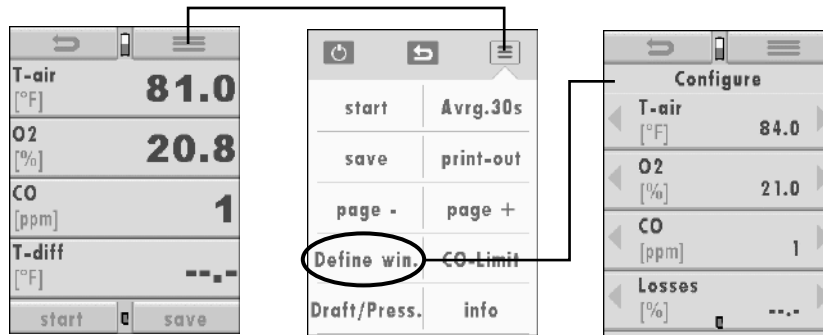 T-air
[°F]
81.0
O2
[%]
20.8
CO
[ppm]
1
T-diff
[°F]
--.-
start save
start Avrg.30s
save print-out
page - page +
Define win. CO-Limit
Draft/Press. info
Configure
T-air
[°F]
84.0
O2
[%]
21.0
CO
[ppm]
1
Losses
[%]
--.-